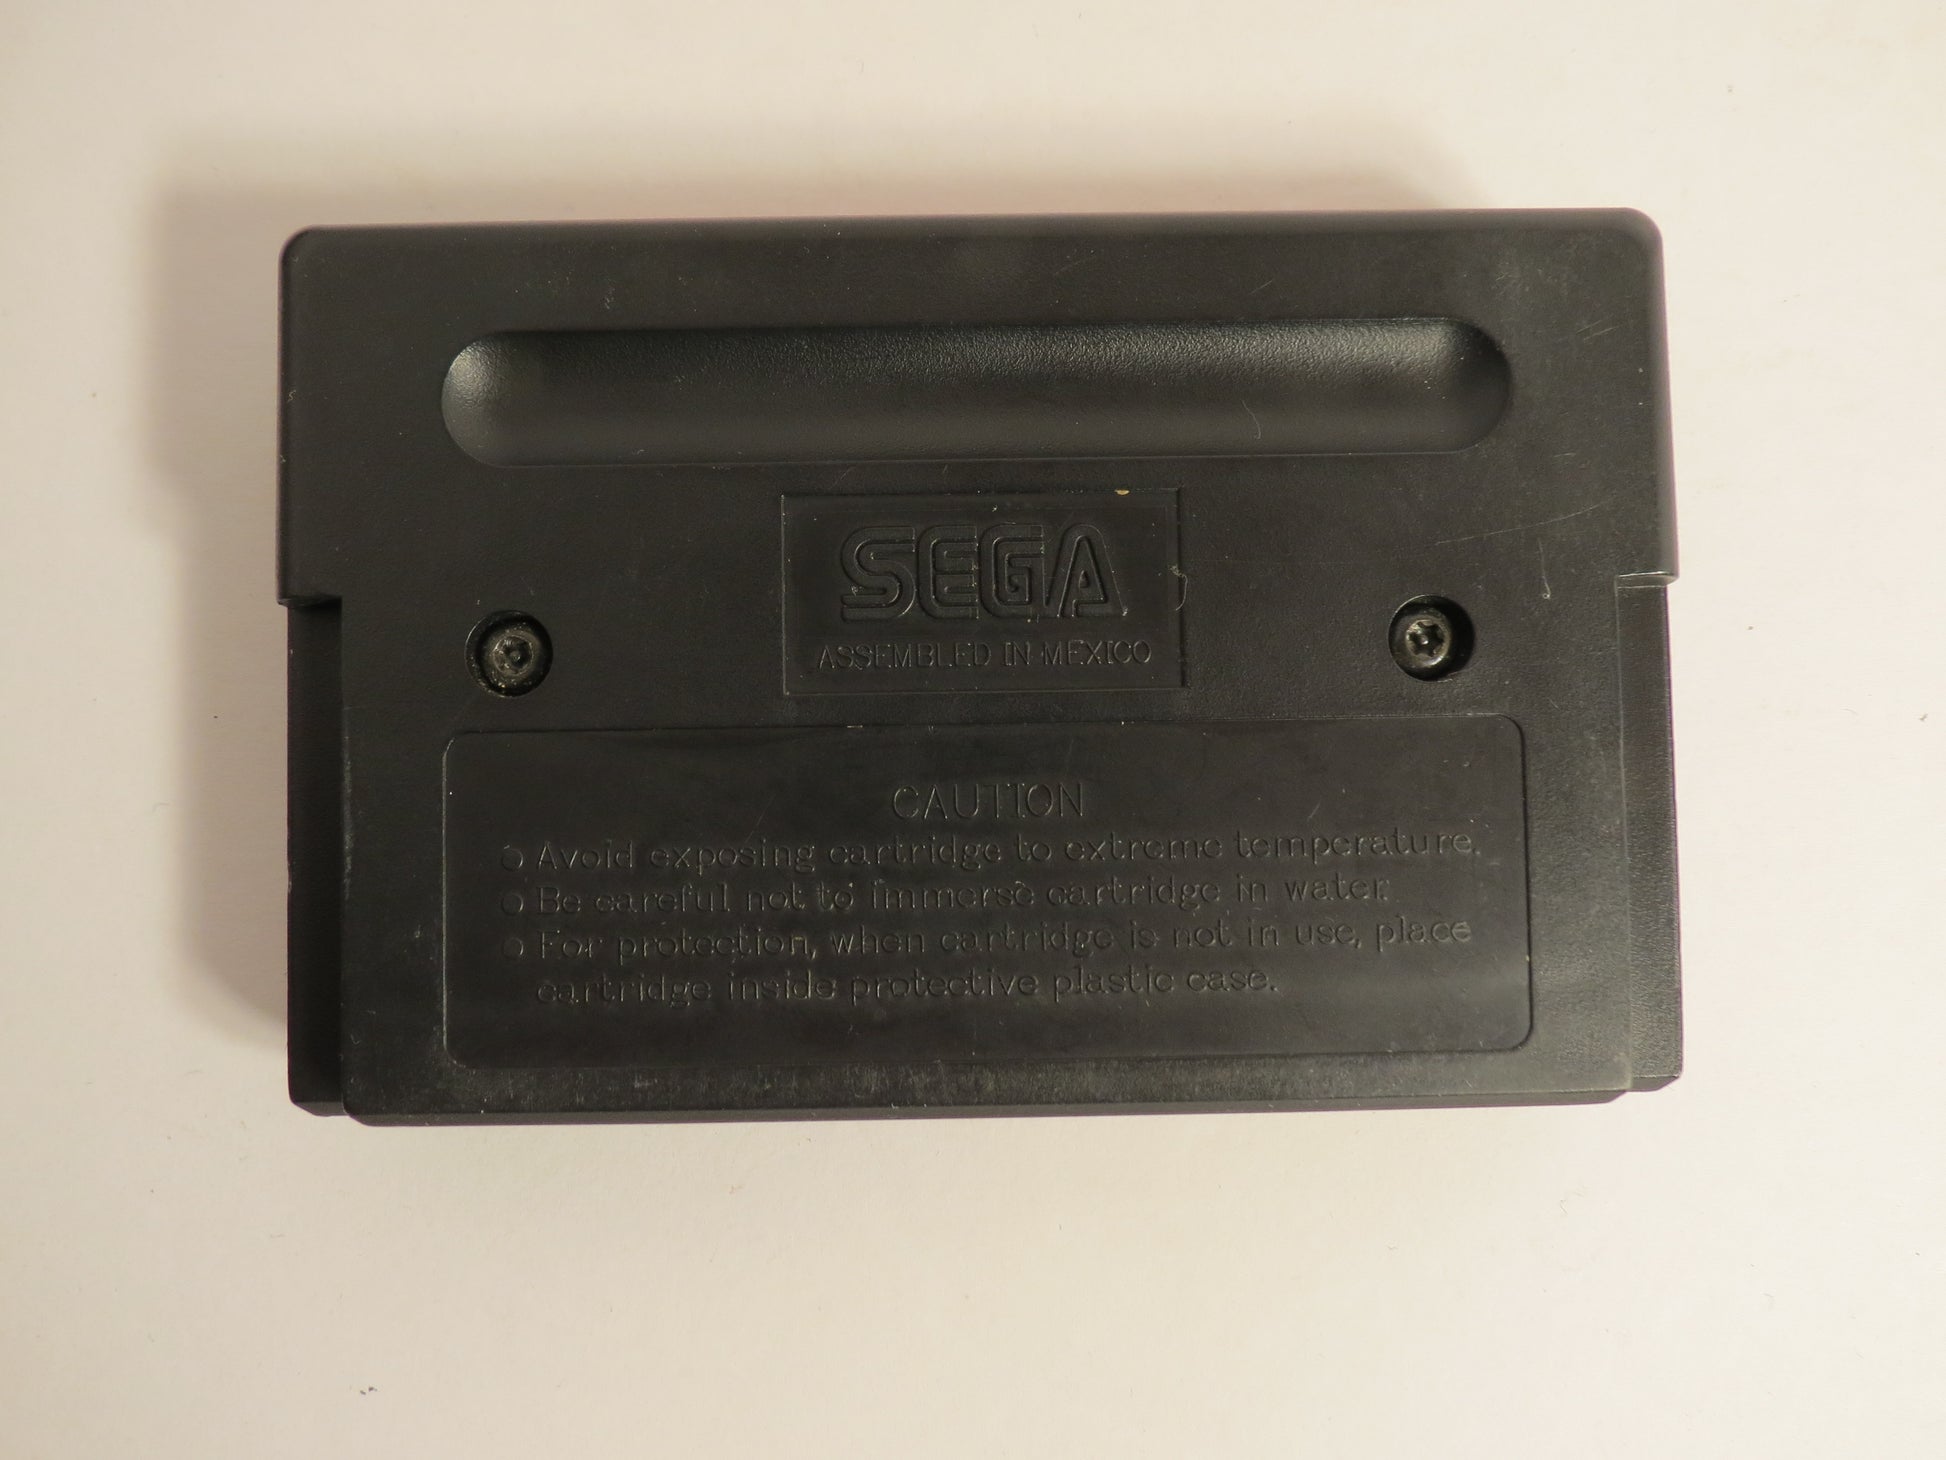 SEGA
ASSEMBLED IN MEXICO
CAUTION
○ Avoid exposing cartridge to extreme temperature.
○ Be careful not to immerse cartridge in water.
○ For protection, when cartridge is not in use, place
cartridge inside protective plastic case.